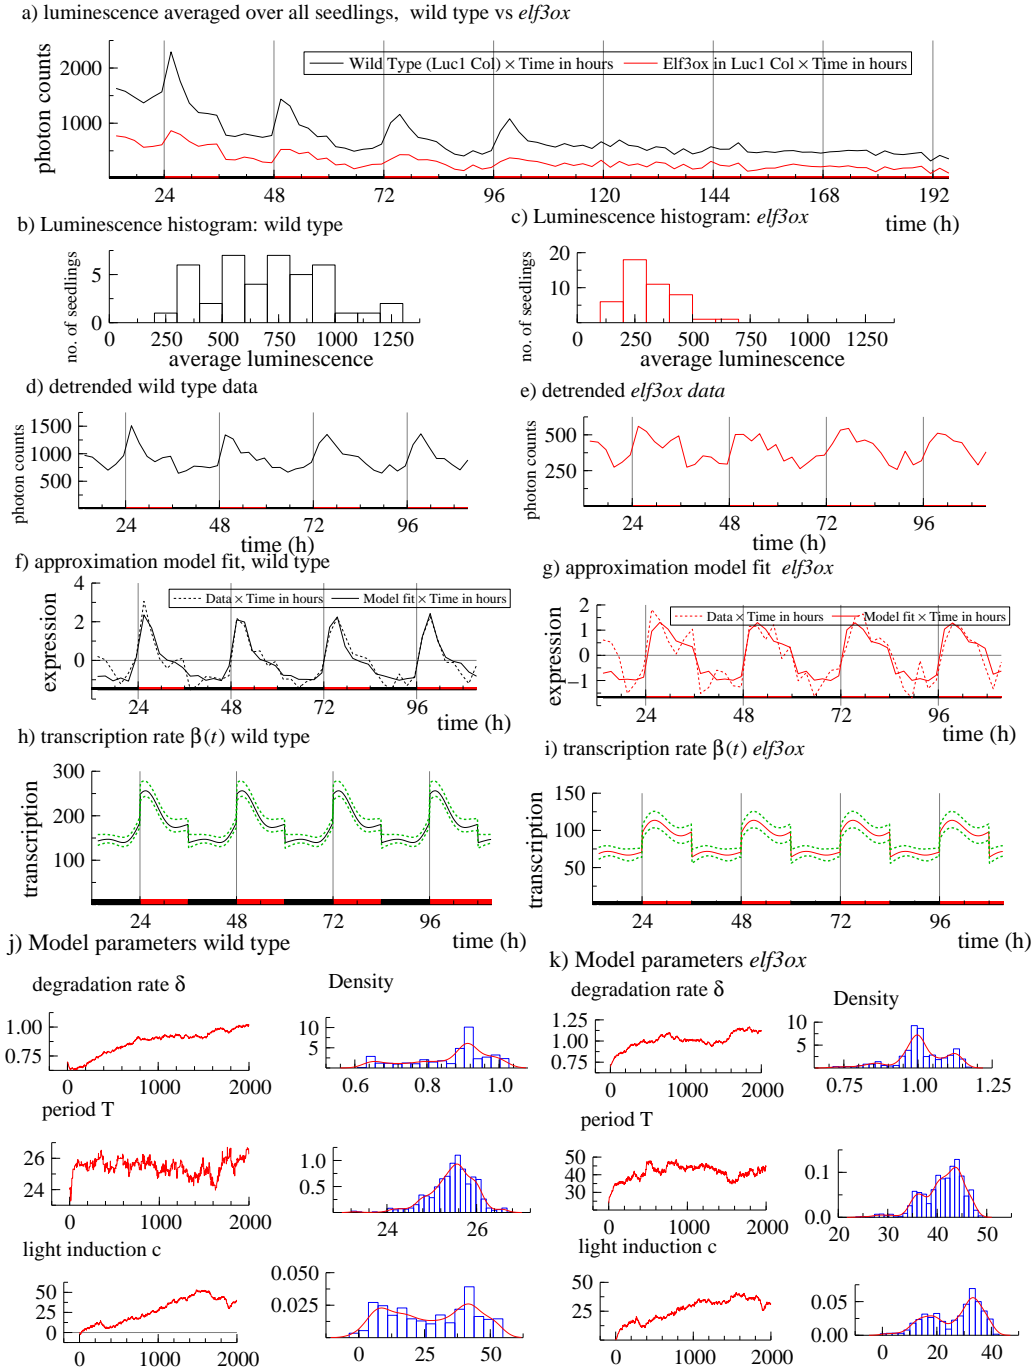 a) luminescence averaged over all seedlings, wild type vs elf3ox
photon counts
2000
1000
Wild Type (Luc1 Col) × Time in hours
Elf3ox in Luc1 Col × Time in hours
24 48 72 96 120 144 168 192
time (h)
b) Luminescence histogram: wild type
no. of seedlings
5
0
0 250 500 750 1000 1250
average luminescence
c) Luminescence histogram: elf3ox
no. of seedlings
20
10
0 250 500 750 1000 1250
average luminescence
d) detrended wild type data
photon counts
1500
1000
500
24 48 72 96
time (h)
e) detrended elf3ox data
photon counts
500
250
24 48 72 96
time (h)
f) approximation model fit, wild type
expression
4
2
0
Data × Time in hours
Model fit × Time in hours
24 48 72 96
time (h)
g) approximation model fit elf3ox
expression
2
1
0
−1
Data × Time in hours
Model fit × Time in hours
24 48 72 96
time (h)
h) transcription rate β(t) wild type
transcription
300
200
100
24 48 72 96
time (h)
i) transcription rate β(t) elf3ox
transcription
150
100
50
24 48 72 96
time (h)
j) Model parameters wild type
degradation rate δ
Density
1.00
0.75
0 1000 2000
10
5
0.6 0.8 1.0
period T
26
24
0 1000 2000
1.0
0.5
24 26
light induction c
50
25
0
0 1000 2000
0.050
0.025
0 25 50
k) Model parameters elf3ox
degradation rate δ
Density
1.25
1.00
0.75
0 1000 2000
10
5
0.75 1.00 1.25
period T
50
40
30
0 1000 2000
0.1
0.0
20 30 40 50
light induction c
50
25
0
0 1000 2000
0.05
0.00
0 20 40